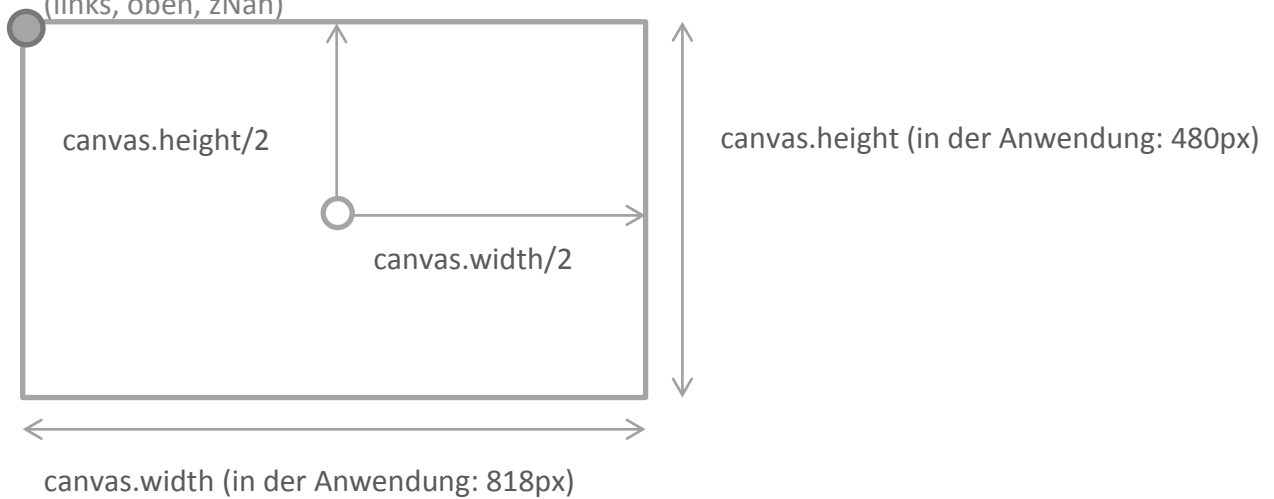 (links, oben, zNah)
canvas.height/2
canvas.height (in der Anwendung: 480px)
canvas.width/2
canvas.width (in der Anwendung: 818px)